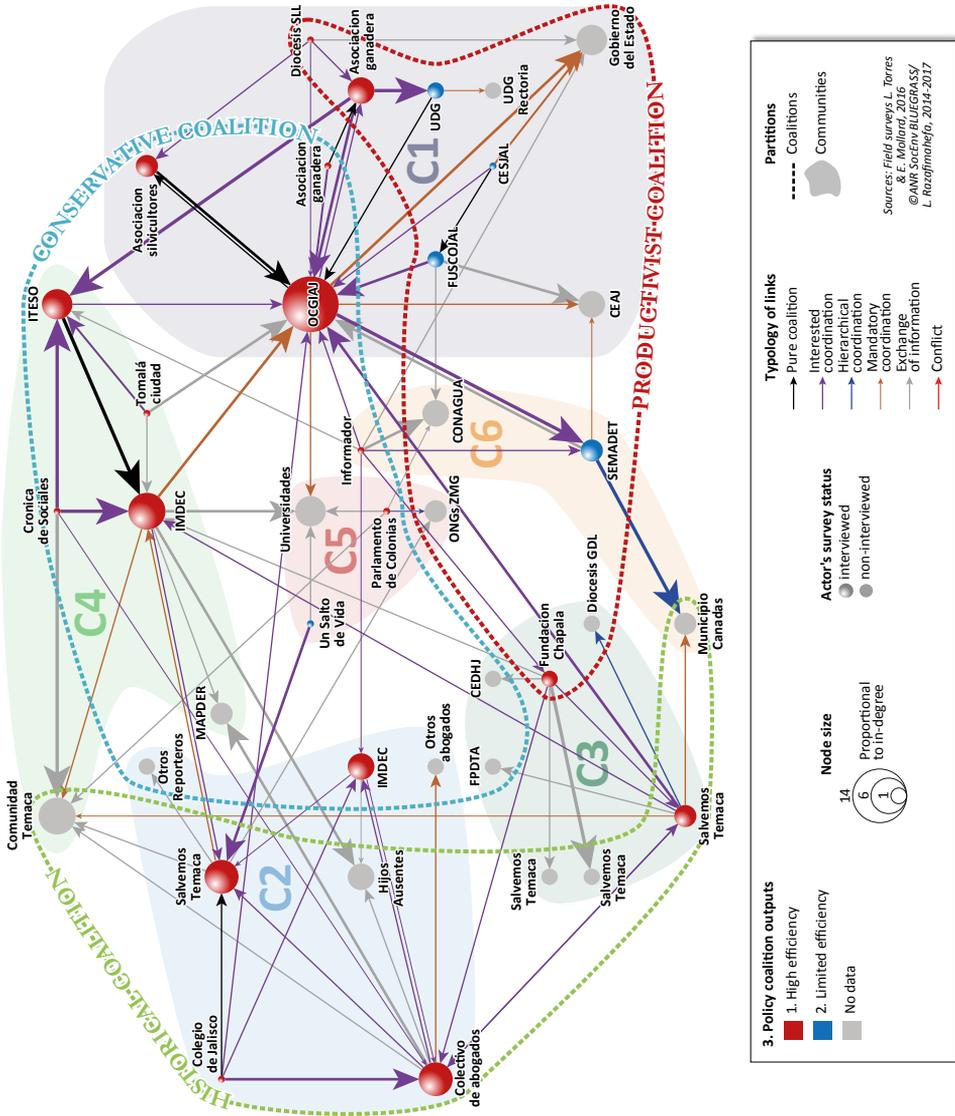 HISTORICAL COALITION
CONSERVATIVE COALITION
PRODUCTIVIST COALITION
C1
C2
C3
C4
C5
C6
Comunidad
Temaca
Cronica
de Sociales
ITESO
Tomalá
ciudad
Asociacion
silvicultores
Diocesis SLL
Asociacion
ganadera
Asociacion
ganadera
UDG
UDG
Rectoria
Gobierno
del Estado
CESJAL
FUSCOJAL
CEAJ
OCGIAJ
IMDEC
Universidades
Informador
CONAGUA
SEMADET
Parlamento
de Colonias
ONGs ZMG
Un Salto
de Vida
MAPDER
Otros
Reporteros
IMDEC
Otros
abogados
CEDHJ
FPDTA
Fundacion
Chapala
Diocesis GDL
Municipio
Canadas
Salvemos
Temaca
Hijos
Ausentes
Salvemos
Temaca
Salvemos
Temaca
Salvemos
Temaca
Colegio
de Jalisco
Colectivo
de abogados
3. Policy coalition outputs
1. High efficiency
2. Limited efficiency
No data
Node size
14
6
1
Proportional
to in-degree
Actor's survey status
interviewed
non-interviewed
Typology of links
Pure coalition
Interested
coordination
Hierarchical
coordination
Mandatory
coordination
Exchange
of information
Conflict
Partitions
Coalitions
Communities
Sources: Field surveys L. Torres
& E. Mollard, 2016
©ANR SocEnv BLUEGRASS/
L. Razafimahefa, 2014-2017